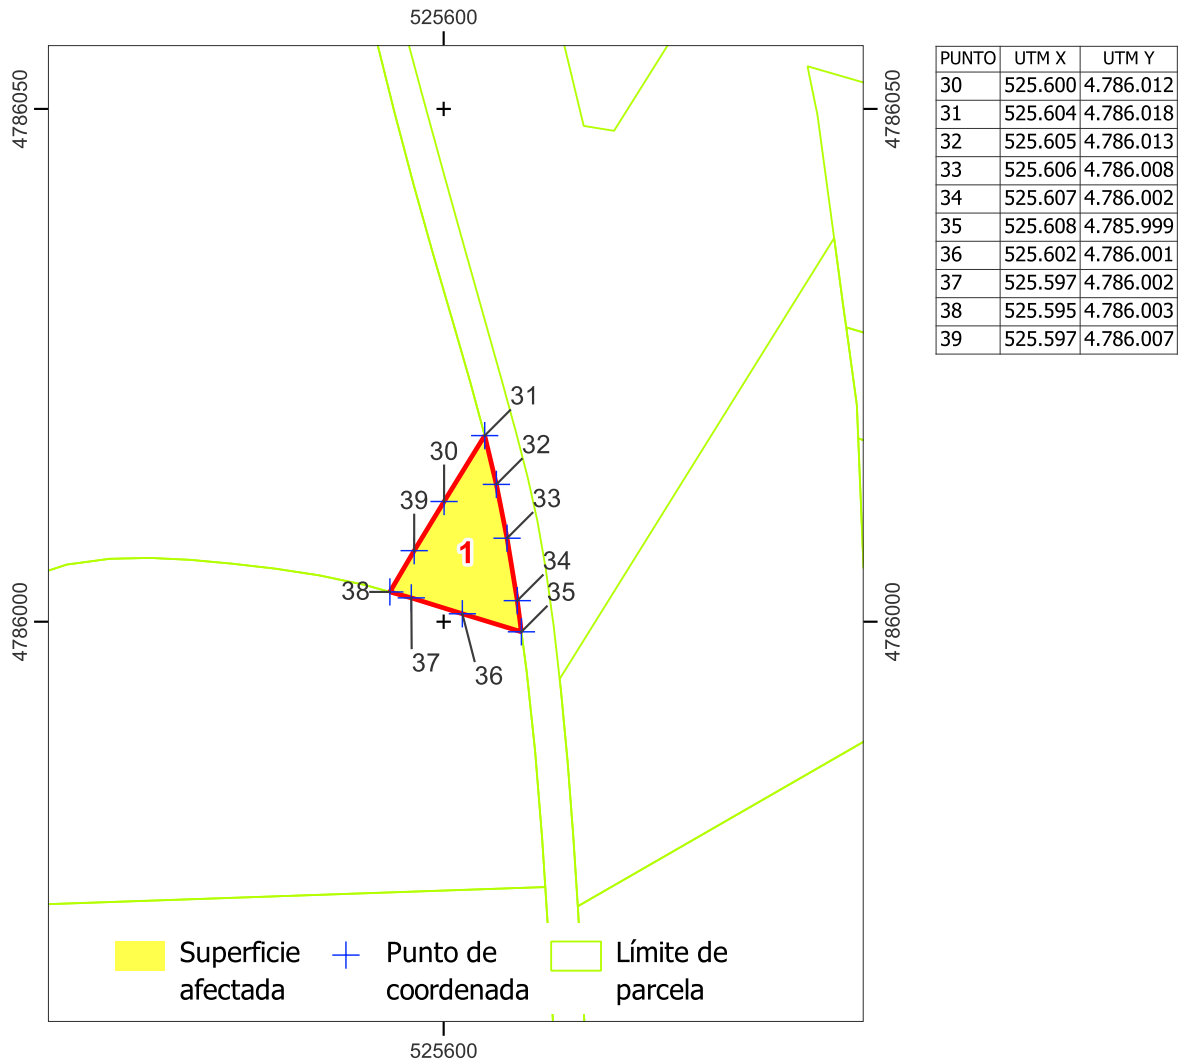 525600
4786050
4786050
PUNTO UTM X UTM Y
30 525.600 4.786.012
31 525.604 4.786.018
32 525.605 4.786.013
33 525.606 4.786.008
34 525.607 4.786.002
35 525.608 4.785.999
36 525.602 4.786.001
37 525.597 4.786.002
38 525.595 4.786.003
39 525.597 4.786.007
31
32
30
33
39
1
34
35
38
37
36
4786000
4786000
Superficie
afectada
Punto de
coordenada
Límite de
parcela
525600